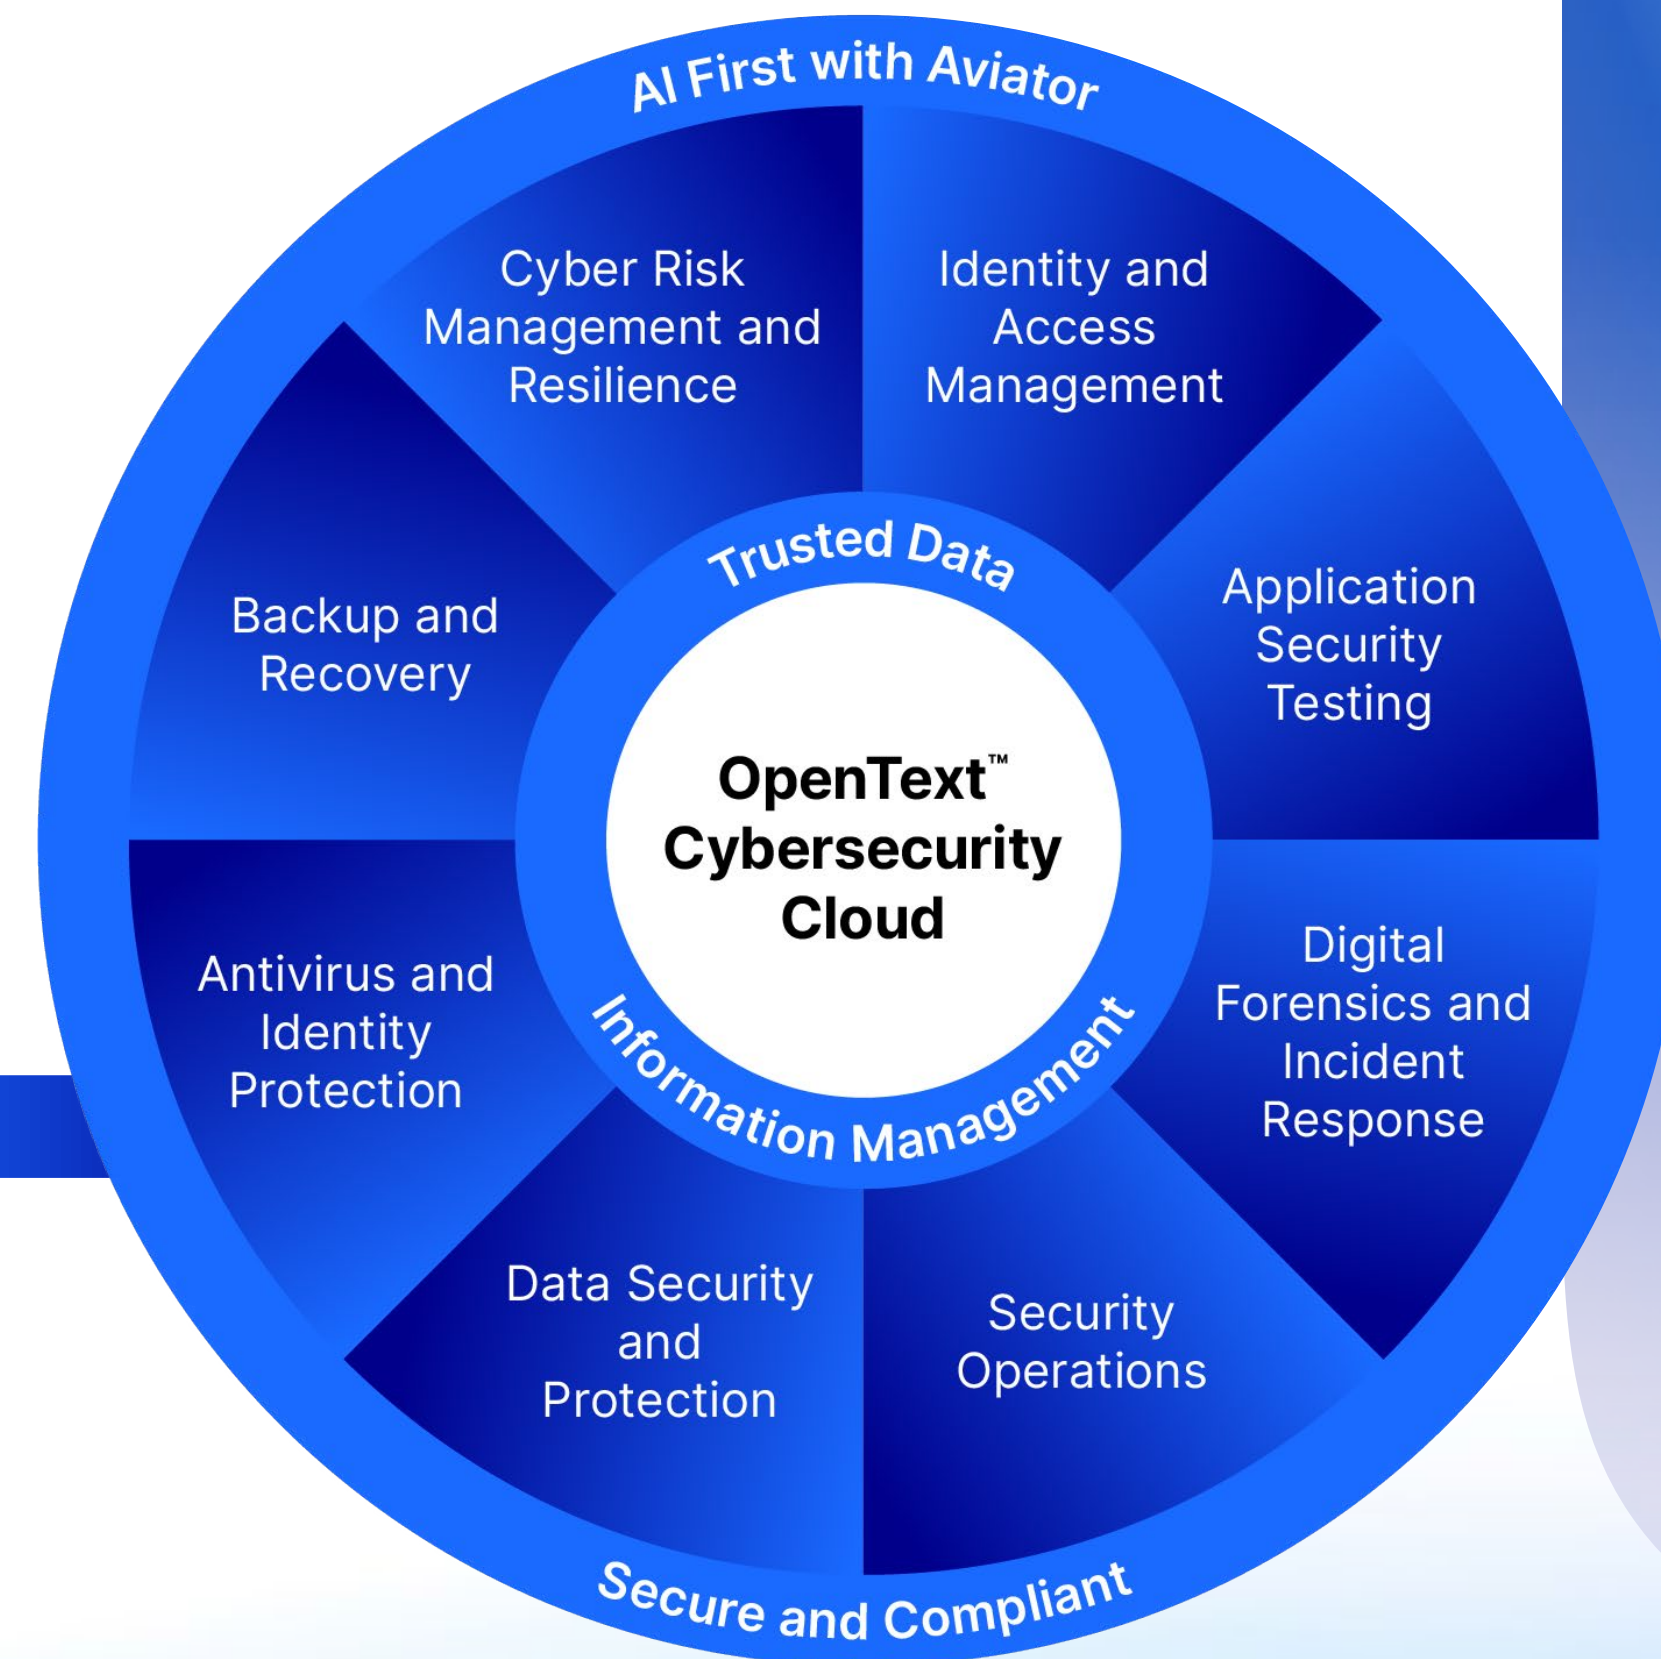 AI First with Aviator
Cyber Risk
Management and
Resilience
Identity and
Access
Management
Application
Security
Testing
Digital
Forensics and
Incident
Response
Security
Operations
Data Security
and
Protection
Antivirus and
Identity
Protection
Backup and
Recovery
Trusted Data
OpenText™
Cybersecurity
Cloud
Information Management
Secure and Compliant